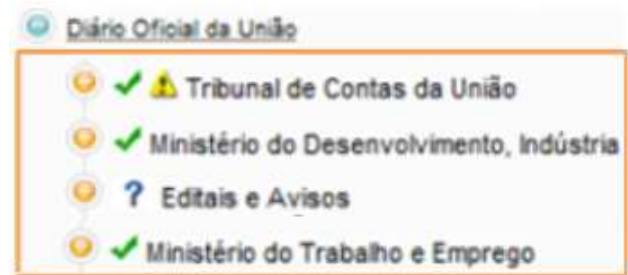 Diário Oficial da União
Tribunal de Contas da União
Ministério do Desenvolvimento, Indústria
? Editais e Avisos
Ministério do Trabalho e Emprego